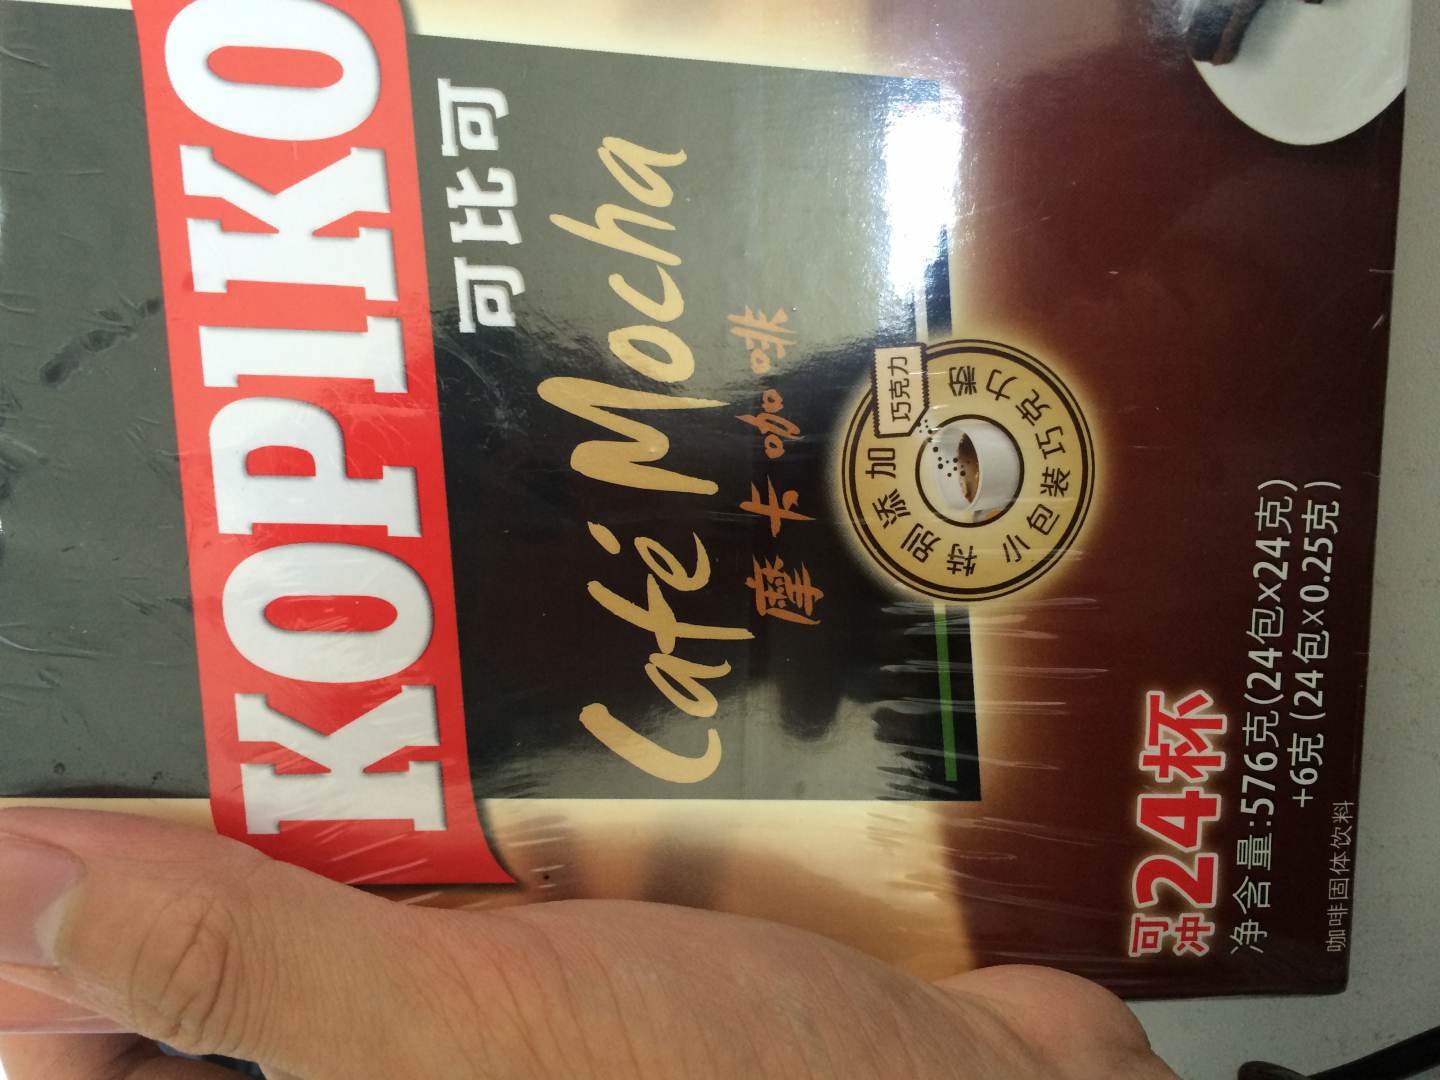 KOPIKO
可比可
Café Mocha
摩卡咖啡
巧克力
特别添加
小包装巧克力粉
可冲24杯
净含量:576克(24包×24克)
+6克(24包×0.25克)
咖啡固体饮料